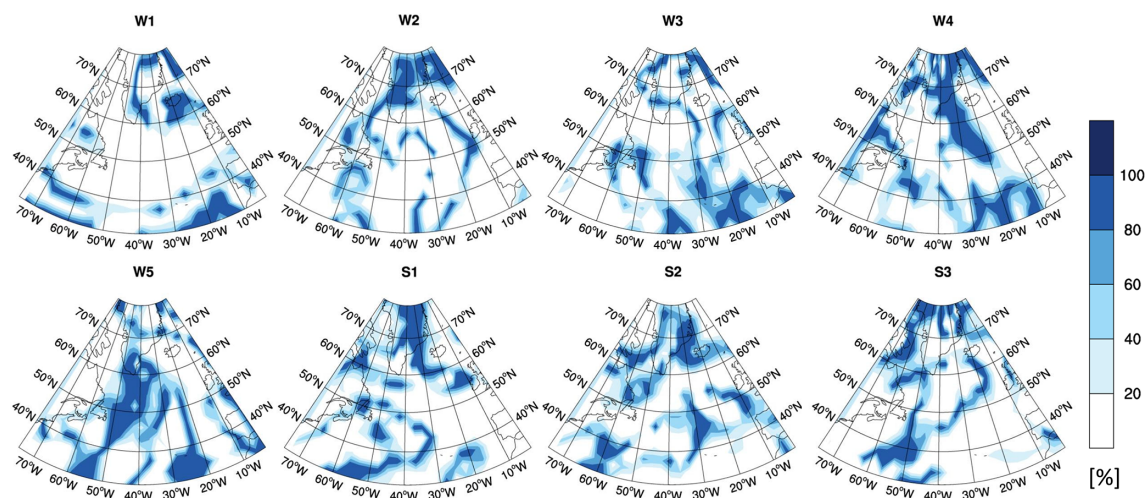 W1 W2 W3 W4
70°N 70°N 70°N 70°N 70°N 70°N 70°N 70°N
60°N 60°N 60°N 60°N 60°N 60°N 60°N 60°N
50°N 50°N 50°N 50°N 50°N 50°N 50°N 50°N
40°N 40°N 40°N 40°N 40°N 40°N 40°N 40°N
70°W 60°W 50°W 40°W 30°W 20°W 10°W 70°W 60°W 50°W 40°W 30°W 20°W 10°W 70°W 60°W 50°W 40°W 30°W 20°W 10°W 70°W 60°W 50°W 40°W 30°W 20°W 10°W
W5 S1 S2 S3
70°N 70°N 70°N 70°N 70°N 70°N 70°N 70°N
60°N 60°N 60°N 60°N 60°N 60°N 60°N 60°N
50°N 50°N 50°N 50°N 50°N 50°N 50°N 50°N
40°N 40°N 40°N 40°N 40°N 40°N 40°N 40°N
70°W 60°W 50°W 40°W 30°W 20°W 10°W 70°W 60°W 50°W 40°W 30°W 20°W 10°W 70°W 60°W 50°W 40°W 30°W 20°W 10°W 70°W 60°W 50°W 40°W 30°W 20°W 10°W
100
80
60
40
20
[%]